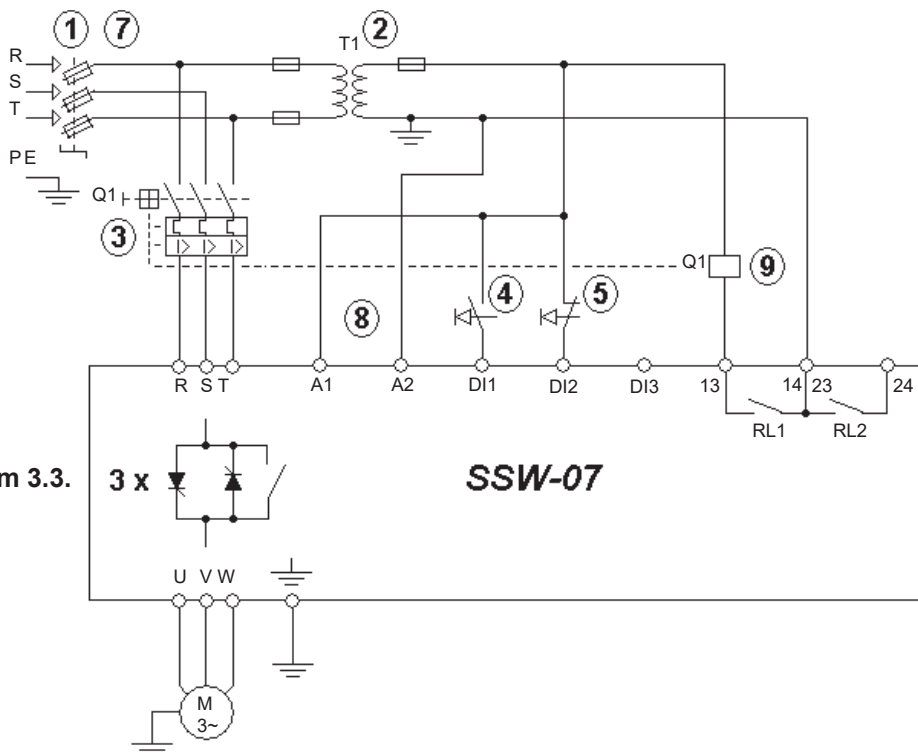 1 7
R
S
T
PE
T1 2
Q1
3
Q1 9
4 5
8
R S T A1 A2 DI1 DI2 DI3 13 14 23 24
RL1 RL2
m 3.3. 3 x SSW-07
U V W
M
3~